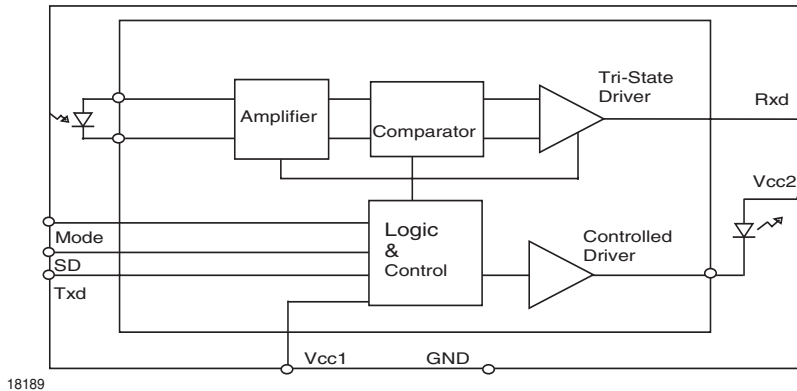 Tri-State
Driver
Rxd
Amplifier
Comparator
Vcc2
Mode
Logic
&
Control
Controlled
Driver
SD
Txd
Vcc1
GND
18189